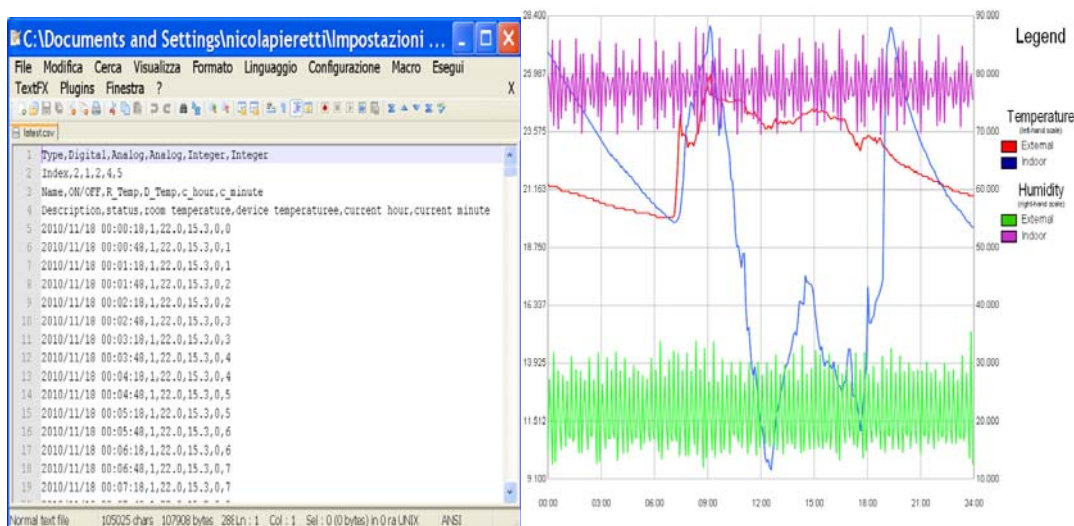 C:\Documents and Settings\nicolapieretti\Impostazioni ...
File Modifica Cerca Visualizza Formato Linguaggio Configurazione Macro Esegui
TextFX Plugins Finestra ? X
latest.csv
1 Type,Digital,Analog,Analog,Integer,Integer
2 Index,2,1,2,4,5
3 Name,ON/OFF,R_Temp,D_Temp,c_hour,c_minute
4 Description,status,room temperature,device temperaturee,current hour,current minute
5 2010/11/18 00:00:18,1,22.0,15.3,0,0
6 2010/11/18 00:00:48,1,22.0,15.3,0,1
7 2010/11/18 00:01:18,1,22.0,15.3,0,1
8 2010/11/18 00:01:48,1,22.0,15.3,0,2
9 2010/11/18 00:02:18,1,22.0,15.3,0,2
10 2010/11/18 00:02:48,1,22.0,15.3,0,3
11 2010/11/18 00:03:18,1,22.0,15.3,0,3
12 2010/11/18 00:03:48,1,22.0,15.3,0,4
13 2010/11/18 00:04:18,1,22.0,15.3,0,4
14 2010/11/18 00:04:48,1,22.0,15.3,0,5
15 2010/11/18 00:05:18,1,22.0,15.3,0,5
16 2010/11/18 00:05:48,1,22.0,15.3,0,6
17 2010/11/18 00:06:18,1,22.0,15.3,0,6
18 2010/11/18 00:06:48,1,22.0,15.3,0,7
19 2010/11/18 00:07:18,1,22.0,15.3,0,7
Normal text file 105025 chars 107908 bytes Ln : 1 Col : 1 Sel : 0 (0 bytes) in 0 ra UNIX ANSI
28.400 90.000
25.987 80.000
23.575 70.000
21.163 60.000
18.750 50.000
16.337 40.000
13.925 30.000
11.512 20.000
9.100 10.000
00:00 03:00 06:00 09:00 12:00 15:00 18:00 21:00 24:00
Legend
Temperature
(left-hand scale)
External
Indoor
Humidity
(right-hand scale)
External
Indoor